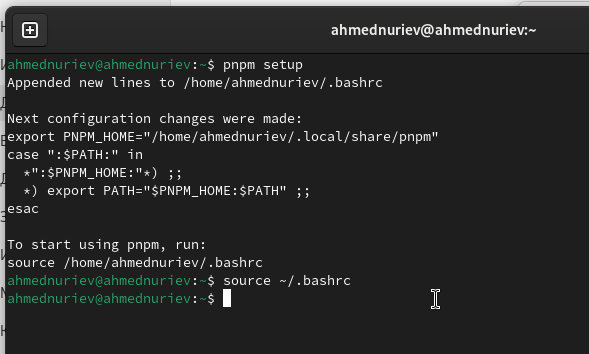 ahmednuriev@ahmednuriev:~
ahmednuriev@ahmednuriev:~$ pnpm setup
Appended new lines to /home/ahmednuriev/.bashrc

Next configuration changes were made:
export PNPM_HOME="/home/ahmednuriev/.local/share/pnpm"
case ":$PATH:" in
  *":$PNPM_HOME:"*) ;;
  *) export PATH="$PNPM_HOME:$PATH" ;;
esac

To start using pnpm, run:
source /home/ahmednuriev/.bashrc
ahmednuriev@ahmednuriev:~$ source ~/.bashrc
ahmednuriev@ahmednuriev:~$